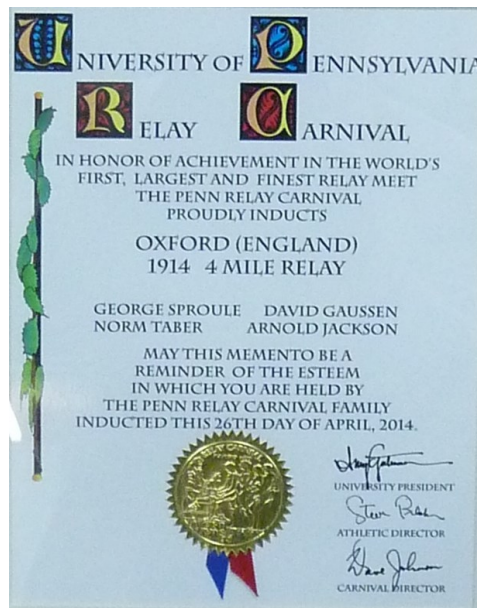 UNIVERSITY OF PENNSYLVANIA
RELAY CARNIVAL
IN HONOR OF ACHIEVEMENT IN THE WORLD'S
FIRST, LARGEST AND FINEST RELAY MEET
THE PENN RELAY CARNIVAL
PROUDLY INDUCTS
OXFORD (ENGLAND)
1914 4 MILE RELAY
GEORGE SPROULE DAVID GAUSSEN
NORM TABER ARNOLD JACKSON
MAY THIS MEMENTO BE A
REMINDER OF THE ESTEEM
IN WHICH YOU ARE HELD BY
THE PENN RELAY CARNIVAL FAMILY
INDUCTED THIS 26TH DAY OF APRIL, 2014.
UNIVERSITY PRESIDENT
ATHLETIC DIRECTOR
Dave Johnson
CARNIVAL DIRECTOR